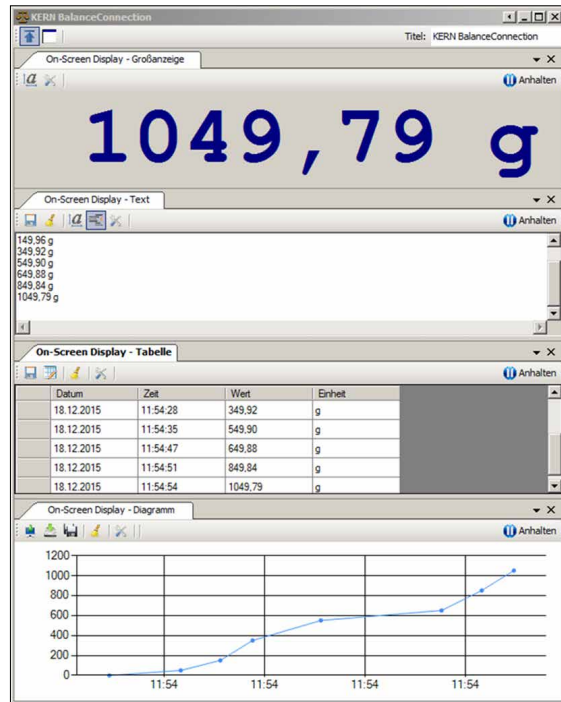 KERN BalanceConnection
Titel: KERN BalanceConnection
On-Screen Display - Großanzeige
Anhalten
1049,79 g
On-Screen Display - Text
Anhalten
149,96 g
349,92 g
549,90 g
649,88 g
849,84 g
1049,79 g
On-Screen Display - Tabelle
Anhalten
Datum Zeit Wert Einheit
18.12.2015 11:54:28 349,92 g
18.12.2015 11:54:35 549,90 g
18.12.2015 11:54:47 649,88 g
18.12.2015 11:54:51 849,84 g
18.12.2015 11:54:54 1049,79 g
On-Screen Display - Diagramm
Anhalten
1200
1000
800
600
400
200
0
11:54 11:54 11:54 11:54